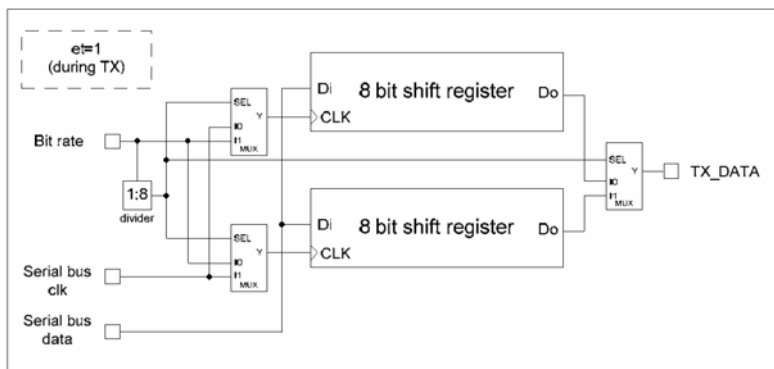 et=1
(during TX)
Di
8 bit shift register
Do
CLK
SEL
Y
I0
I1
MUX
Bit rate
1:8
divider
SEL
Y
I0
I1
MUX
TX_DATA
Di
8 bit shift register
Do
CLK
SEL
Y
I0
I1
MUX
Serial bus
clk
Serial bus
data